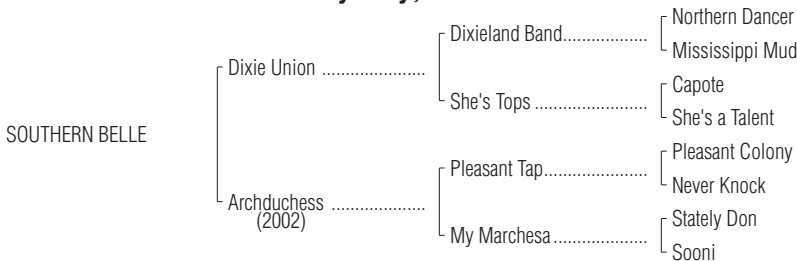 Dixieland Band
Northern Dancer
Mississippi Mud
Dixie Union
She's Tops
Capote
She's a Talent
SOUTHERN BELLE
Pleasant Tap
Pleasant Colony
Never Knock
Archduchess
(2002)
My Marchesa
Stately Don
Sooni